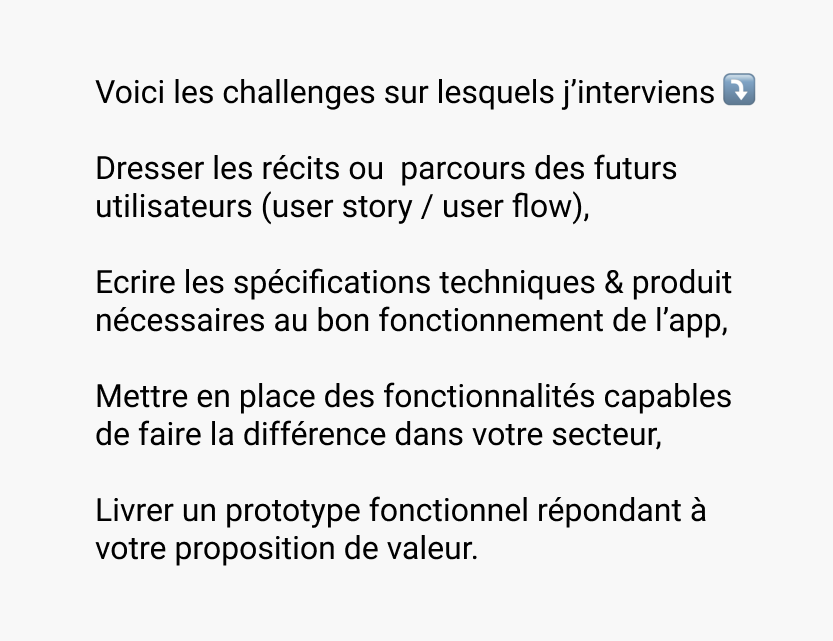 Voici les challenges sur lesquels j’interviens ⤵️
Dresser les récits ou  parcours des futurs
utilisateurs (user story / user flow),
Ecrire les spécifications techniques & produit
nécessaires au bon fonctionnement de l’app,
Mettre en place des fonctionnalités capables
de faire la différence dans votre secteur,
Livrer un prototype fonctionnel répondant à
votre proposition de valeur.